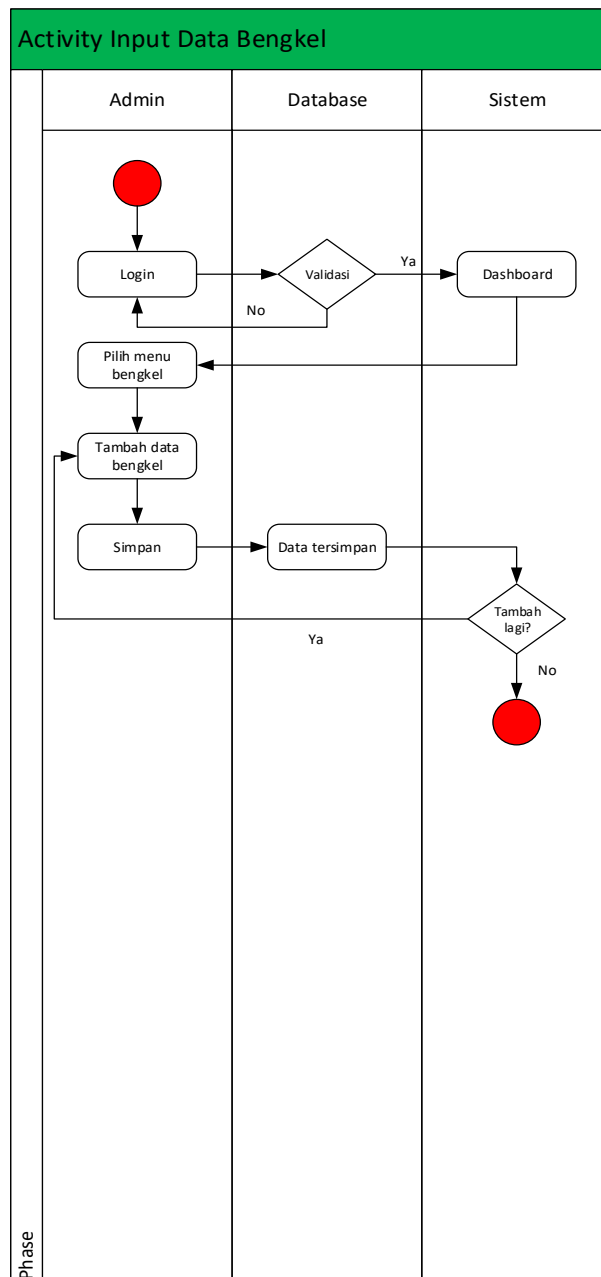 Activity Input Data Bengkel
Admin
Database
Sistem
Login
Validasi
Ya
Dashboard
No
Pilih menu
bengkel
Tambah data
bengkel
Simpan
Data tersimpan
Tambah
lagi?
Ya
No
Phase